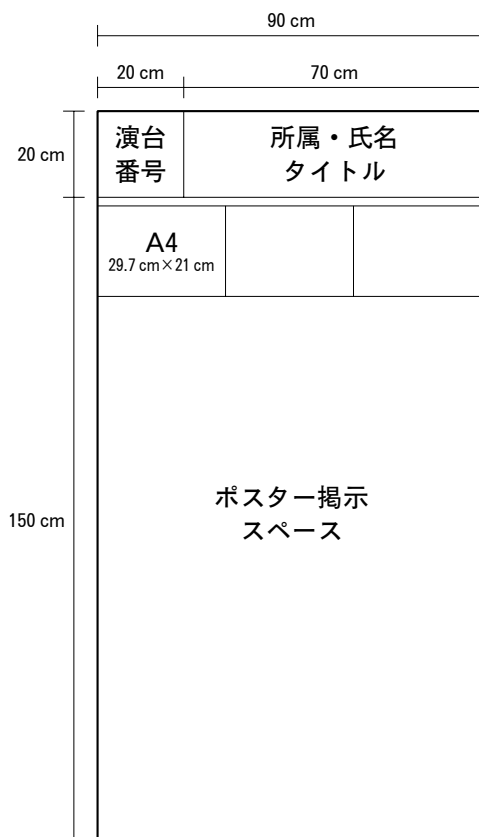 90 cm
20 cm
70 cm
20 cm
演台
番号
所属・氏名
タイトル
A4
29.7 cm×21 cm
150 cm
ポスター掲示
スペース